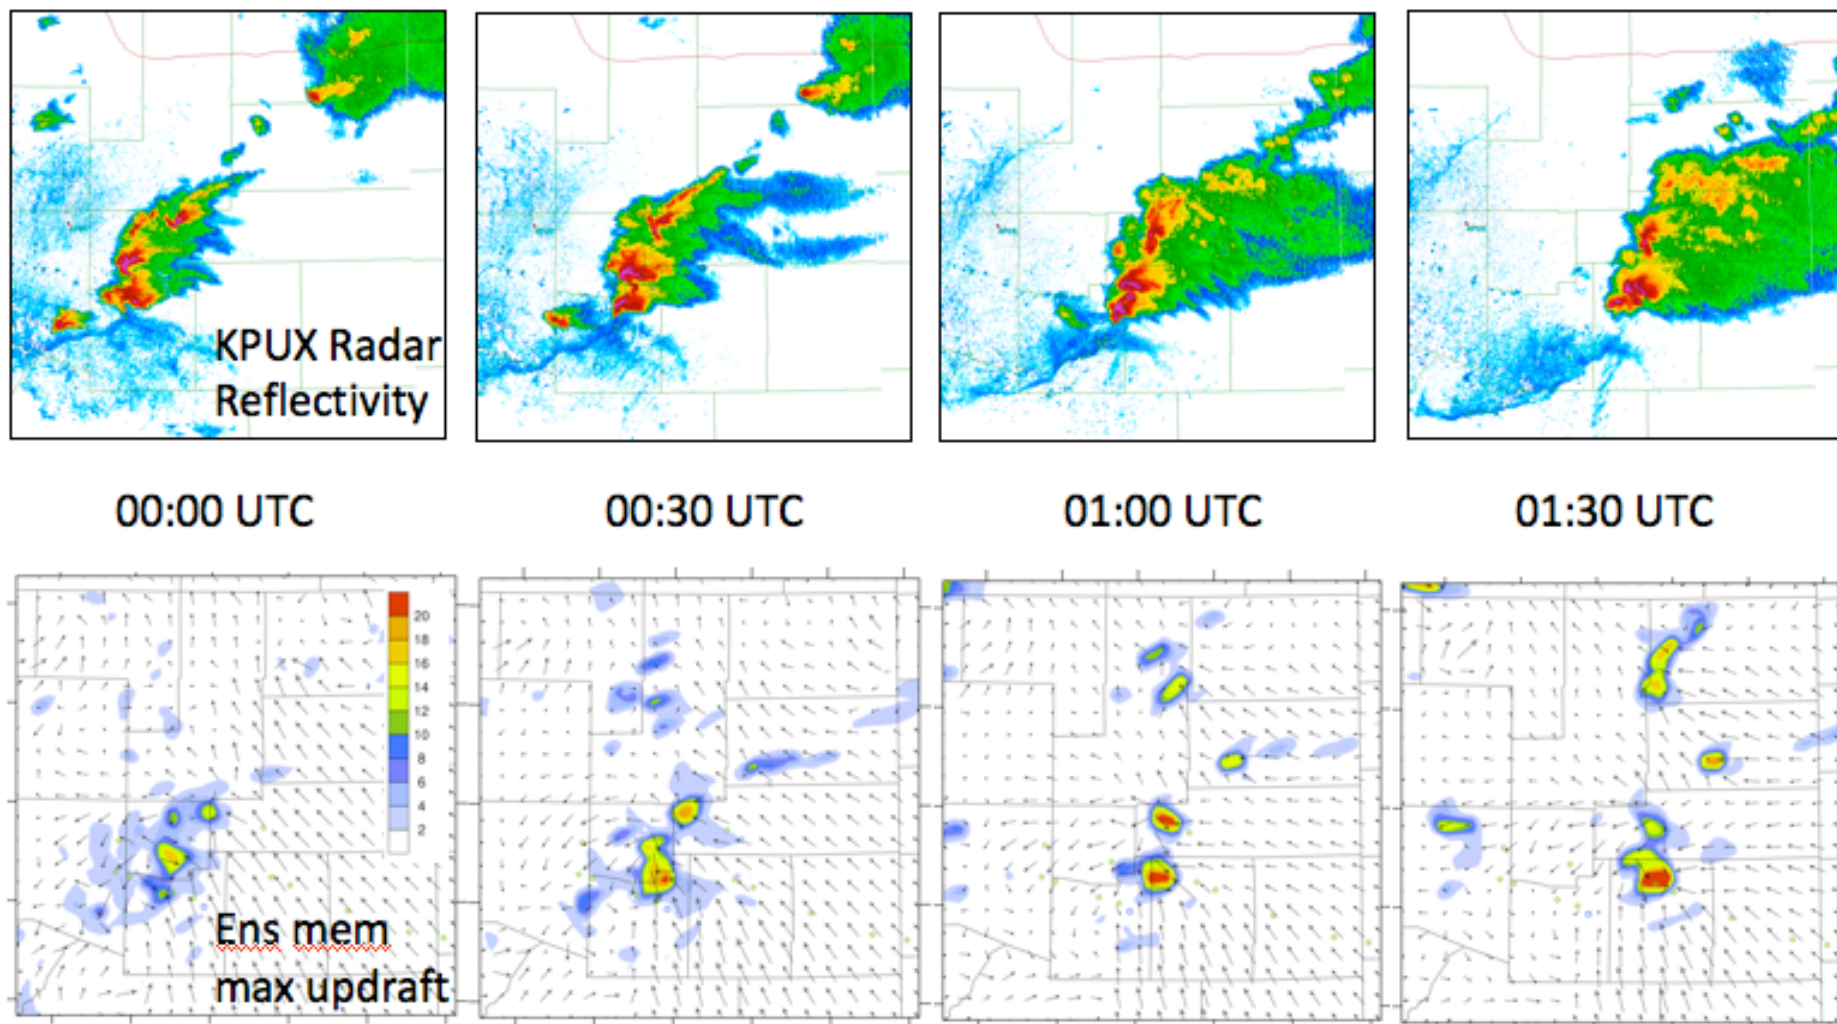 KPUX Radar
Reflectivity
00:00 UTC
00:30 UTC
01:00 UTC
01:30 UTC
20
18
16
14
12
10
8
6
4
2
Ens mem
max updraft